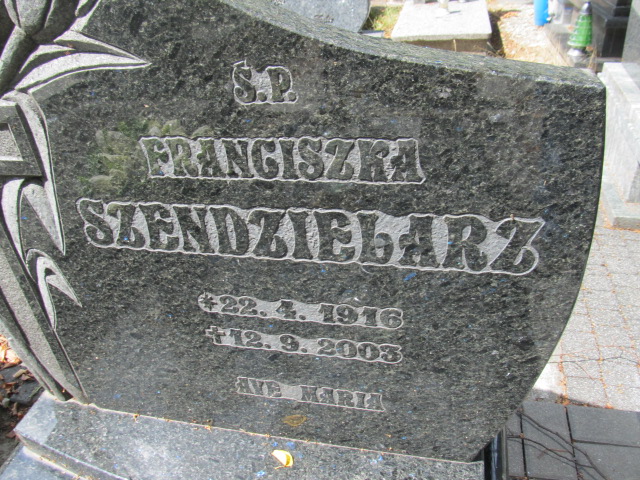 Ś.P.
FRANCISZKA
SZENDZIELARZ
*22. 4. 1916
†12. 9. 2003
AVE MARIA